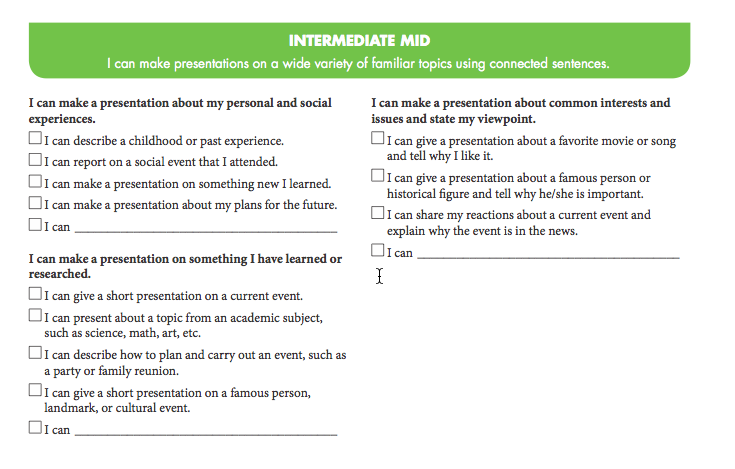 INTERMEDIATE MID
I can make presentations on a wide variety of familiar topics using connected sentences.
I can make a presentation about my personal and social
experiences.
I can describe a childhood or past experience.
I can report on a social event that I attended.
I can make a presentation on something new I learned.
I can make a presentation about my plans for the future.
I can
I can make a presentation on something I have learned or
researched.
I can give a short presentation on a current event.
I can present about a topic from an academic subject,
such as science, math, art, etc.
I can describe how to plan and carry out an event, such as
a party or family reunion.
I can give a short presentation on a famous person,
landmark, or cultural event.
I can
I can make a presentation about common interests and
issues and state my viewpoint.
I can give a presentation about a favorite movie or song
and tell why I like it.
I can give a presentation about a famous person or
historical figure and tell why he/she is important.
I can share my reactions about a current event and
explain why the event is in the news.
I can